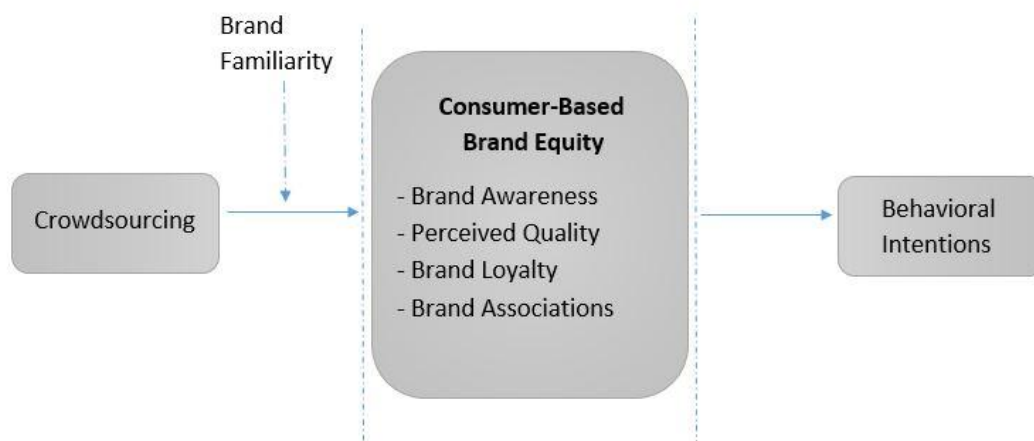 Brand
Familiarity
Crowdsourcing
Consumer-Based
Brand Equity
- Brand Awareness
- Perceived Quality
- Brand Loyalty
- Brand Associations
Behavioral
Intentions